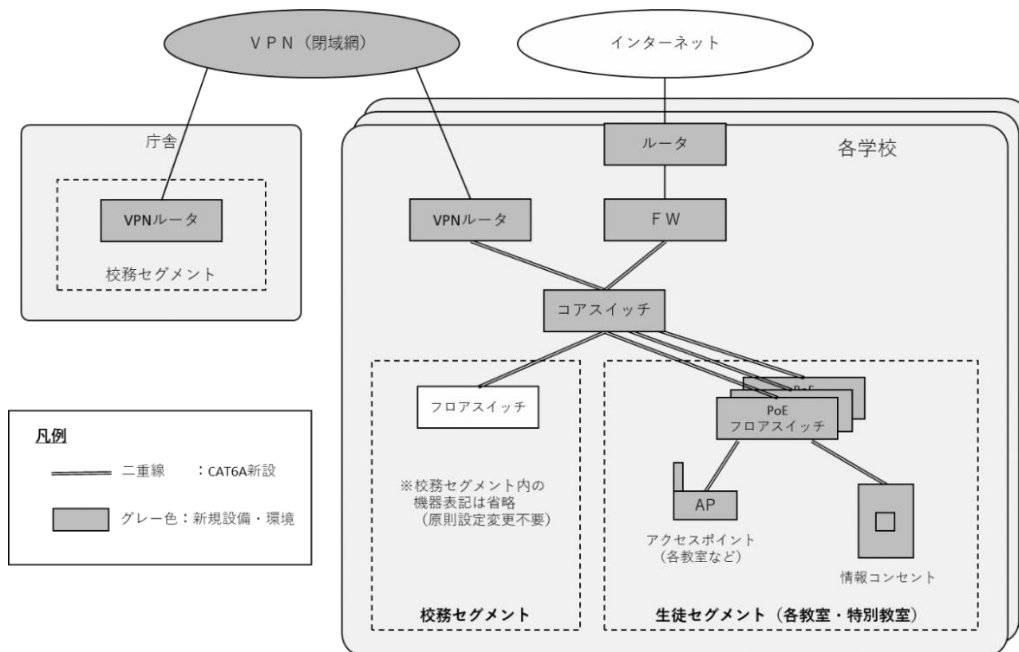 ＶＰＮ（閉域網）
インターネット
庁舎
VPNルータ
校務セグメント
各学校
ルータ
VPNルータ
ＦＷ
コアスイッチ
フロアスイッチ
※校務セグメント内の
機器表記は省略
（原則設定変更不要）
校務セグメント
PoE
PoE
フロアスイッチ
AP
アクセスポイント
（各教室など）
情報コンセント
生徒セグメント（各教室・特別教室）
凡例
二重線　：CAT6A新設
グレー色：新規設備・環境